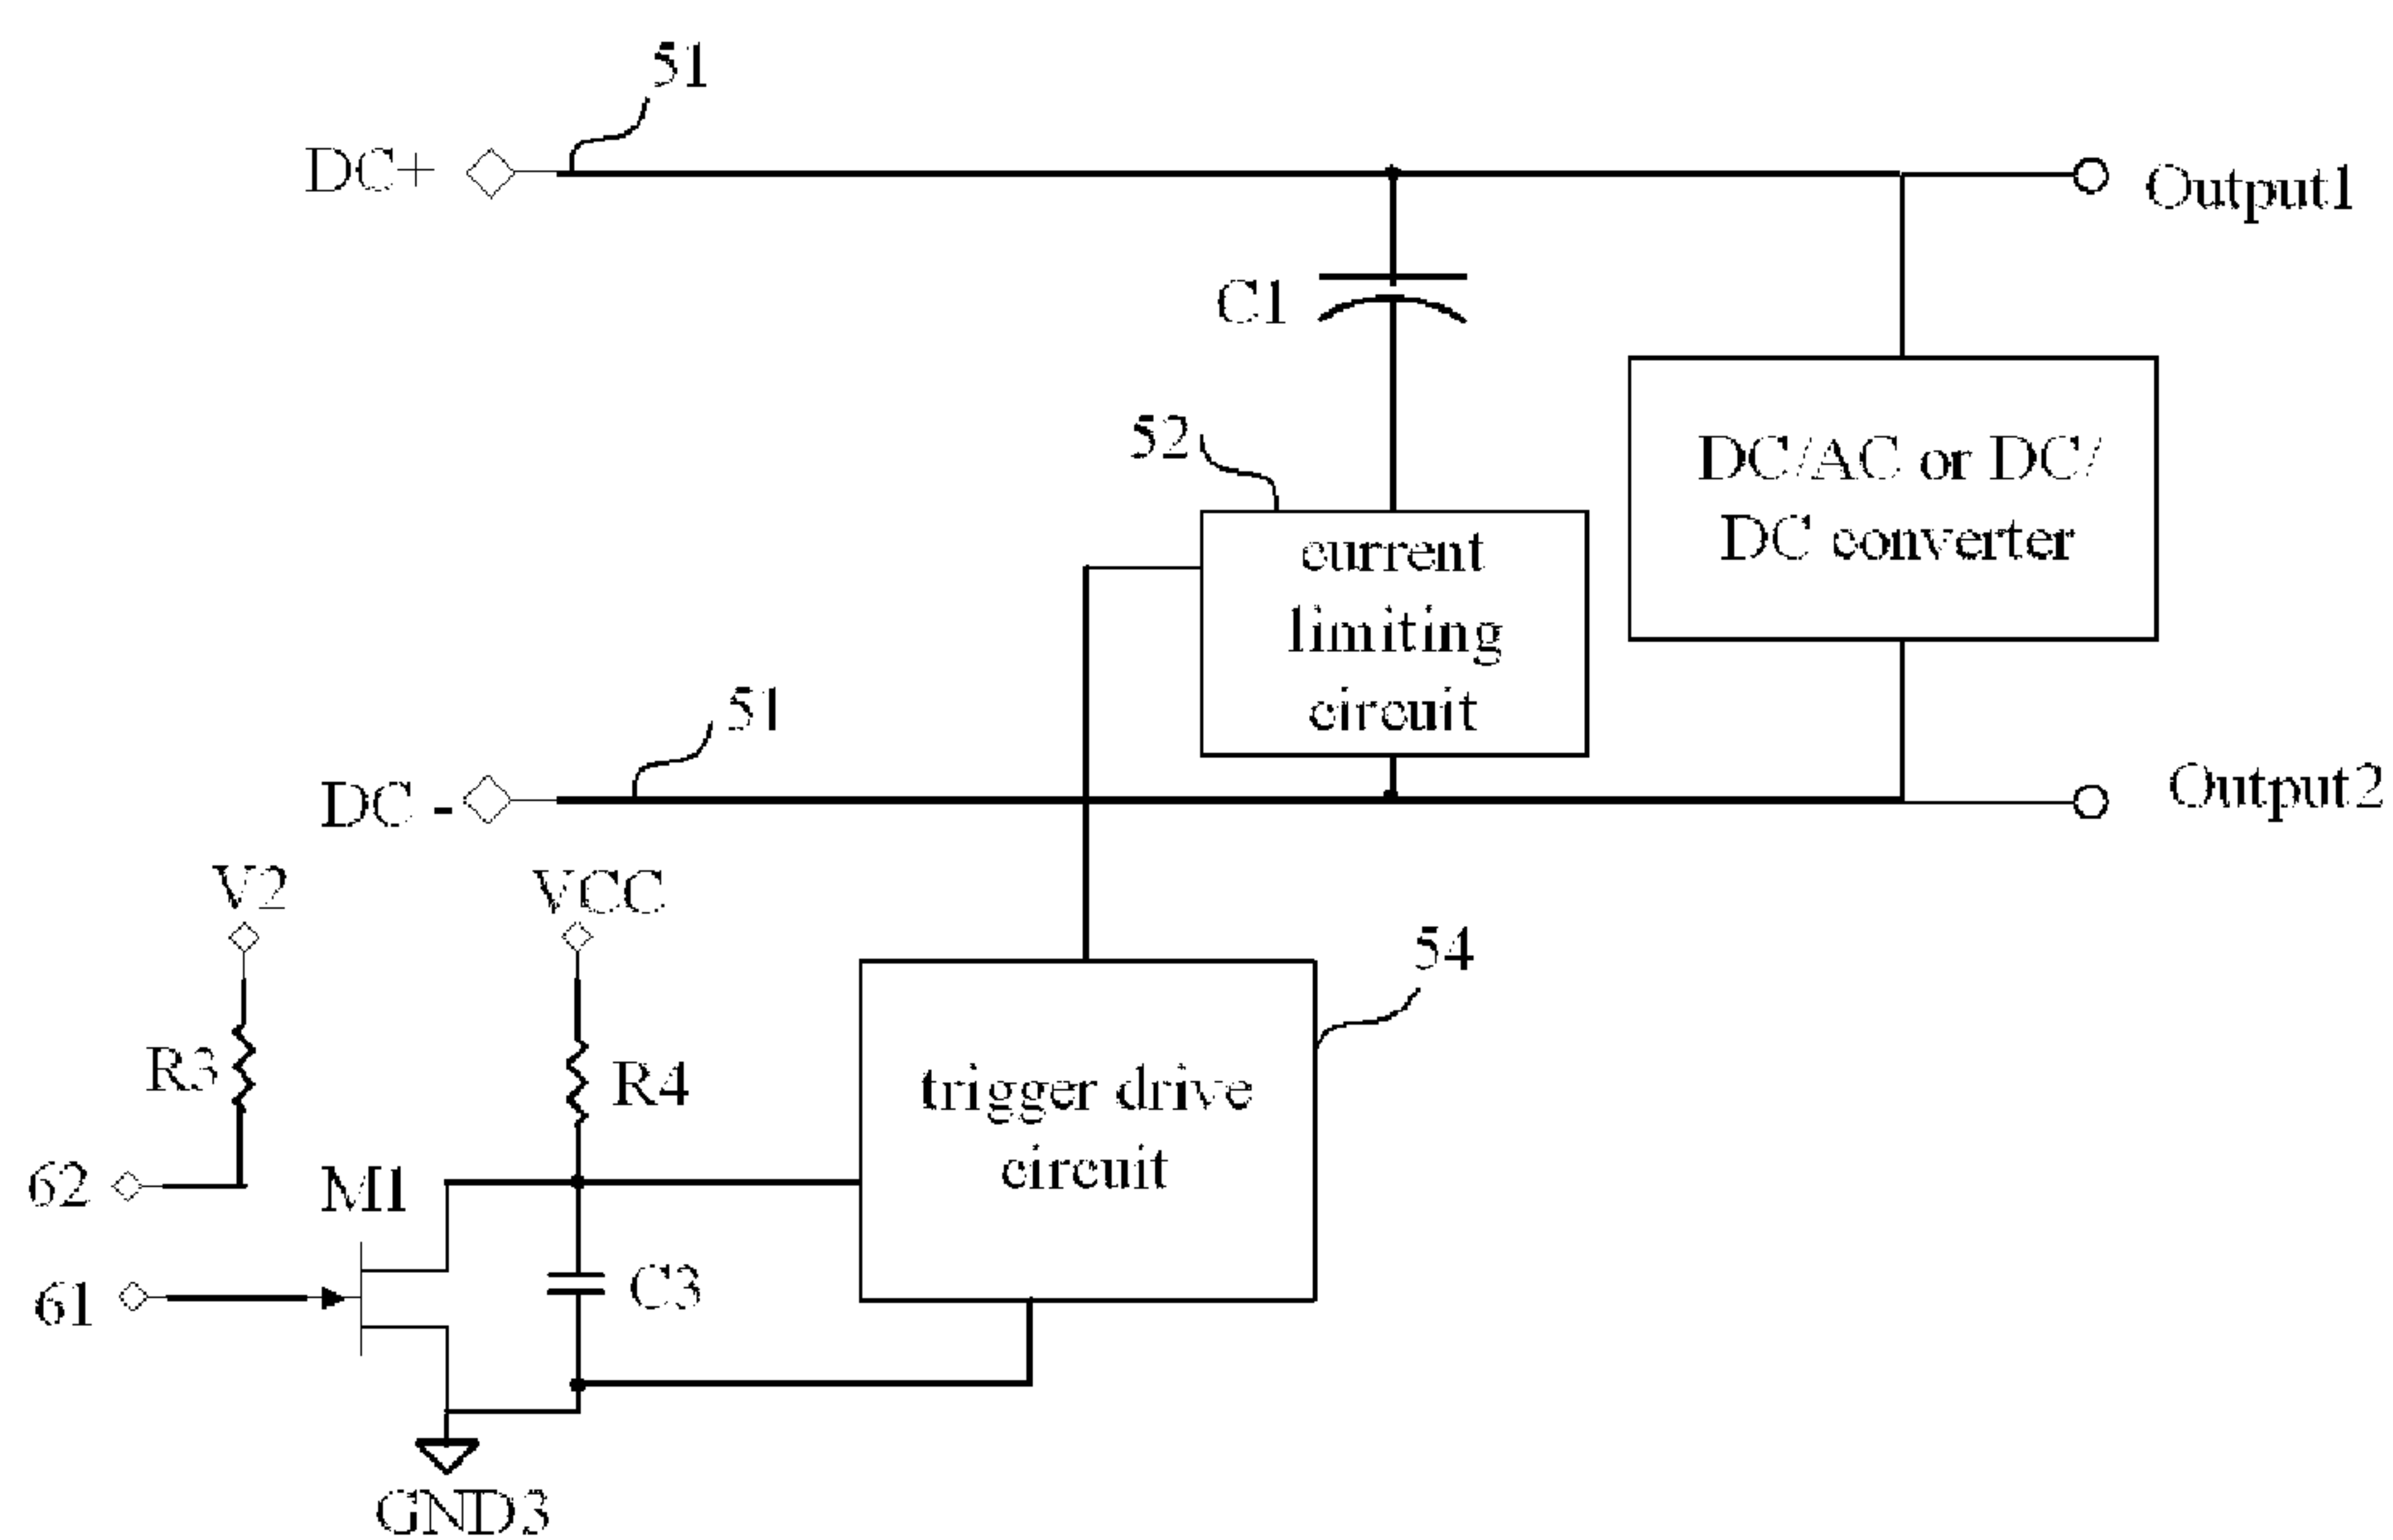 51
DC+
Output1
C1
52
DC/AC or DC/
DC converter
current
limiting
circuit
51
DC -
Output2
V2
VCC
54
R3
R4
trigger drive
circuit
62
M1
61
C3
GND3